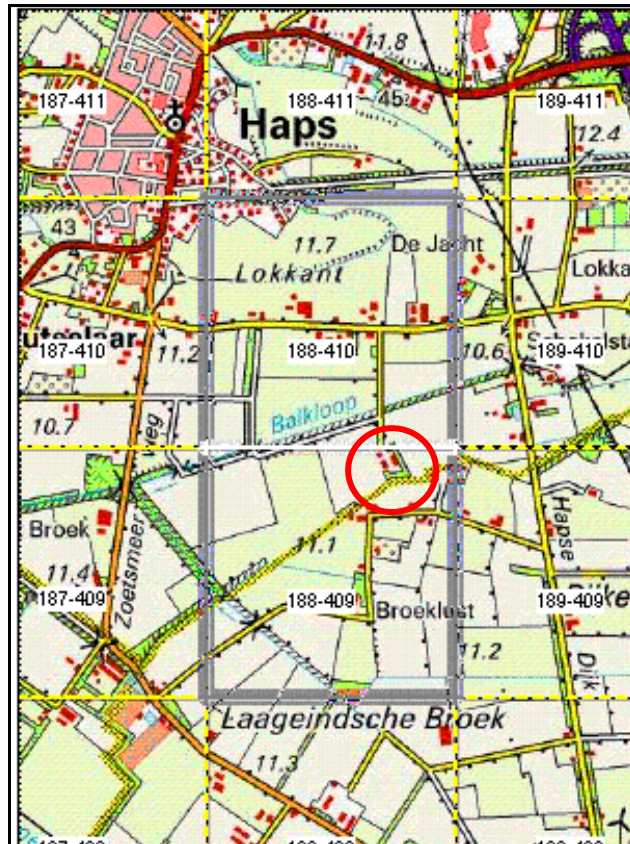 11.8
187-411
188-411
45
189-411
Haps
12.4
43
11.7
De Jacht
Lokkant
Lokka
utselaar
187-410
11.2
188-410
10.6
189-410
10.7
Balkloop
weg
Broek
Zoetsmeer
11.1
Hapse
11.4
187-409
188-409
Broeklust
189-409
11.2
Dijk
Laageindsche Broek
11.3